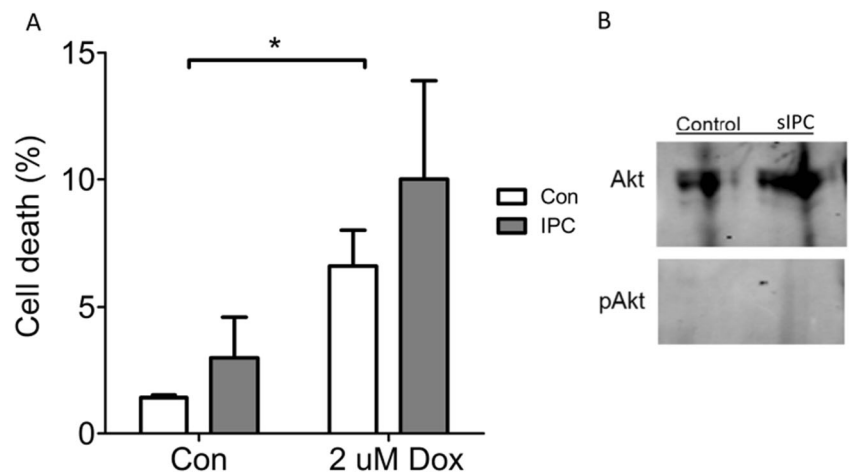 A
Cell death (%)
15
10
5
0
*
Con
2 uM Dox
Con
IPC
B
Control sIPC
Akt
pAkt